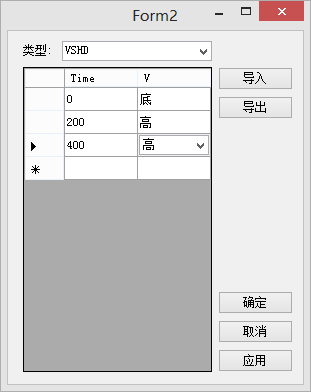 Form2
类型: VSHD
Time V
0 底
200 高
400 高
导入
导出
确定
取消
应用